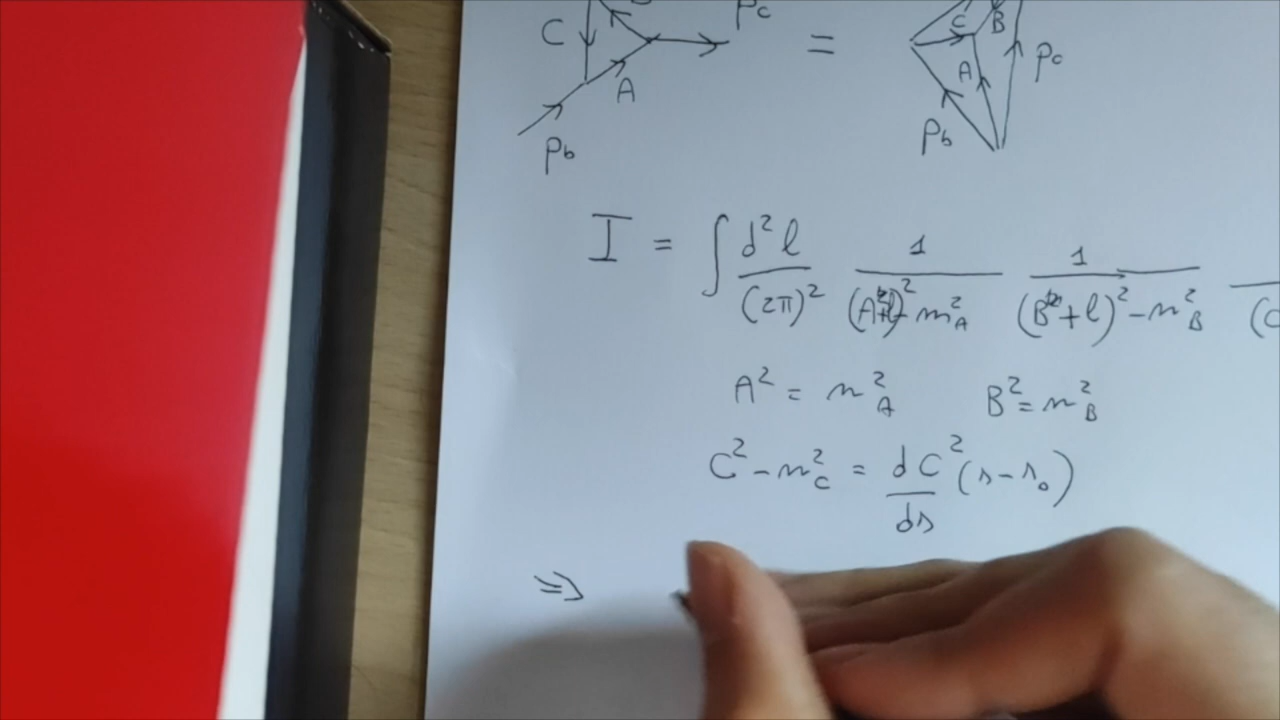 C A p_b p_c = C B A p_b p_c
I = ∫ d²l/(2π)² 1/((A+l)² - m²_A) 1/((B+l)² - m²_B) (C
A² = m²_A B² = m²_B
C² - m²_C = dC²/ds (s - s₀)
⇒